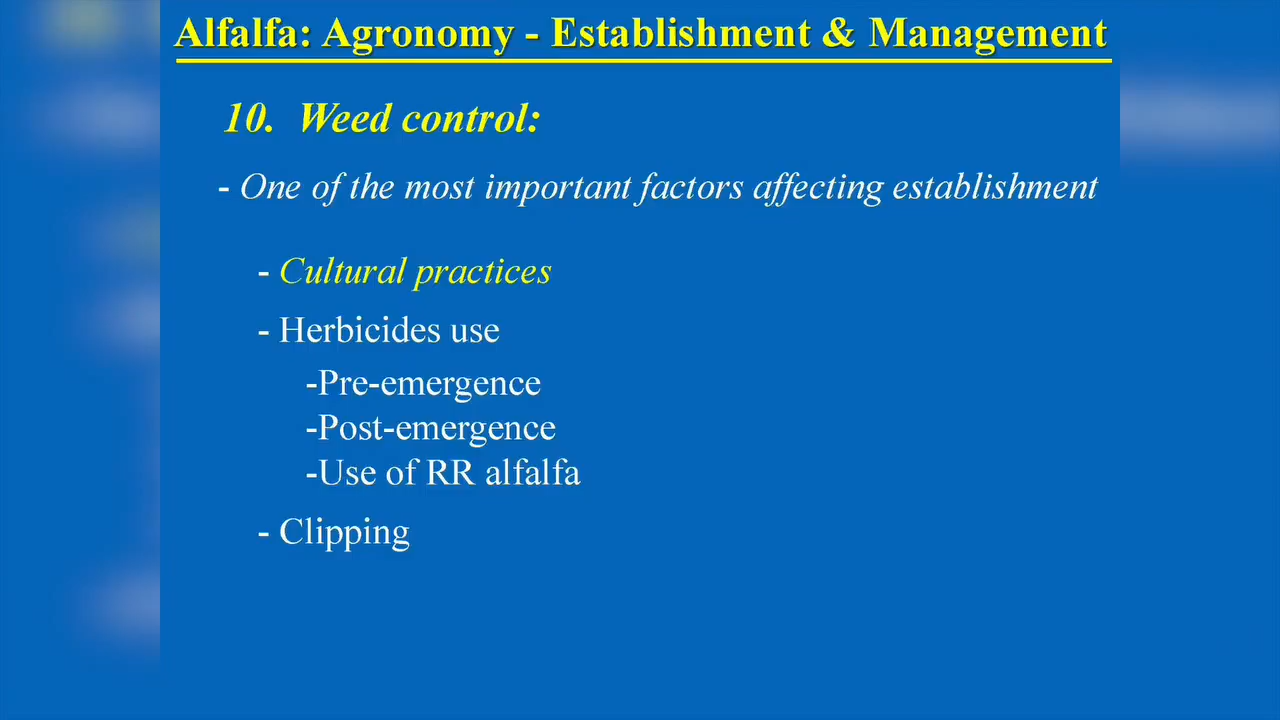 Alfalfa: Agronomy - Establishment & Management
10. Weed control:
- One of the most important factors affecting establishment
- Cultural practices
- Herbicides use
-Pre-emergence
-Post-emergence
-Use of RR alfalfa
- Clipping